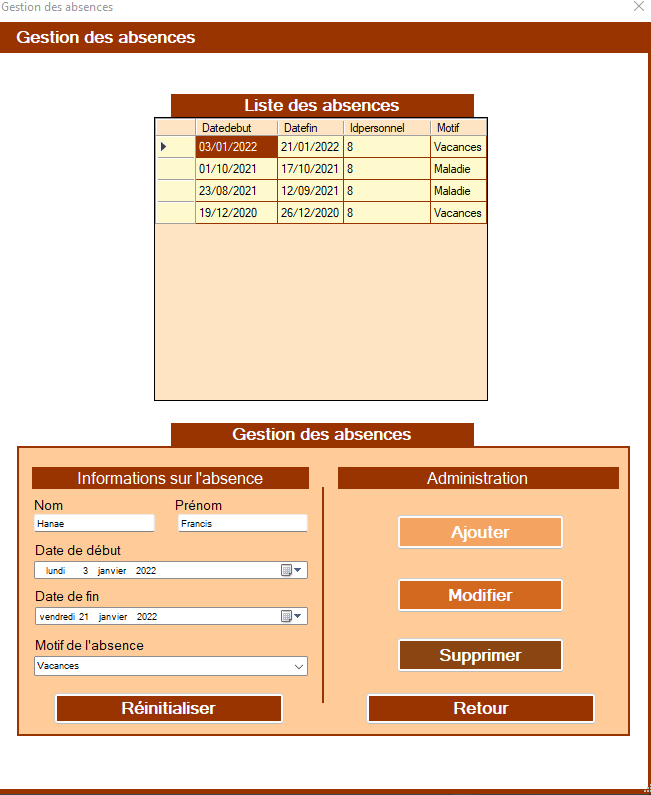 Gestion des absences
Gestion des absences
Liste des absences
Datedebut Datefin Idpersonnel Motif
03/01/2022 21/01/2022 8 Vacances
01/10/2021 17/10/2021 8 Maladie
23/08/2021 12/09/2021 8 Maladie
19/12/2020 26/12/2020 8 Vacances
Gestion des absences
Informations sur l'absence
Nom Prénom
Hanae Francis
Date de début
lundi 3 janvier 2022
Date de fin
vendredi 21 janvier 2022
Motif de l'absence
Vacances
Réinitialiser
Administration
Ajouter
Modifier
Supprimer
Retour